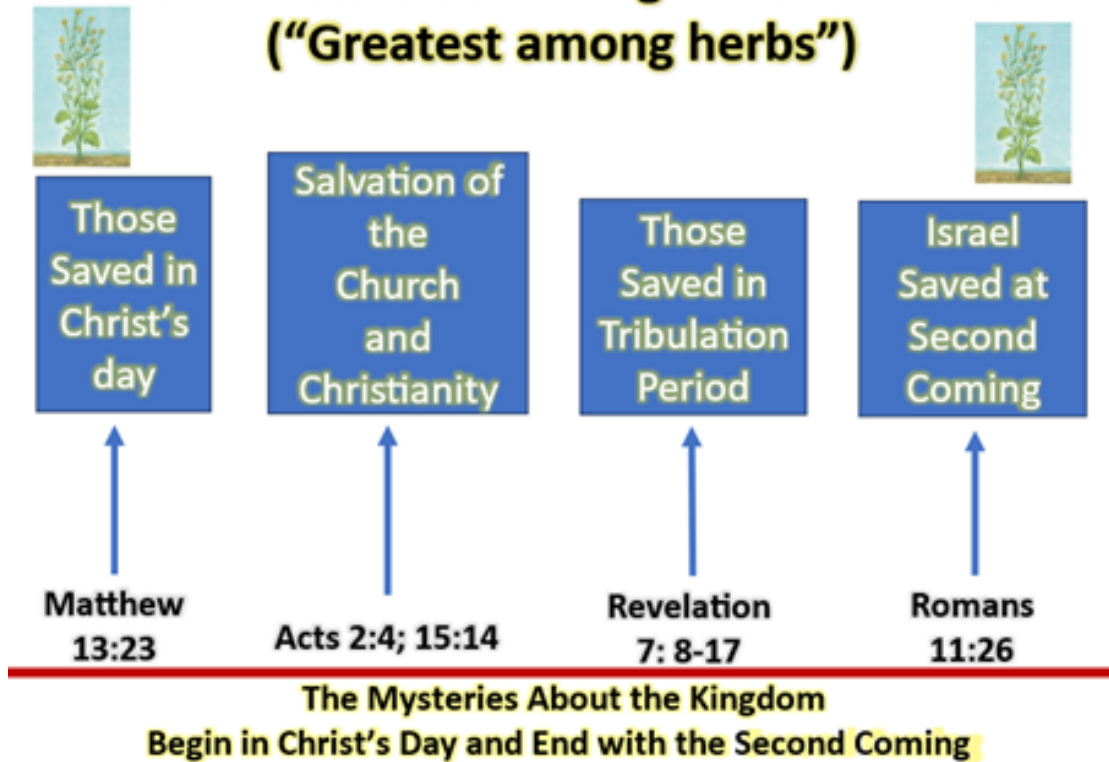 ("Greatest among herbs")
Those
Saved in
Christ's
day
Salvation of
the
Church
and
Christianity
Those
Saved in
Tribulation
Period
Israel
Saved at
Second
Coming
Matthew
13:23
Acts 2:4; 15:14
Revelation
7: 8-17
Romans
11:26
The Mysteries About the Kingdom
Begin in Christ's Day and End with the Second Coming